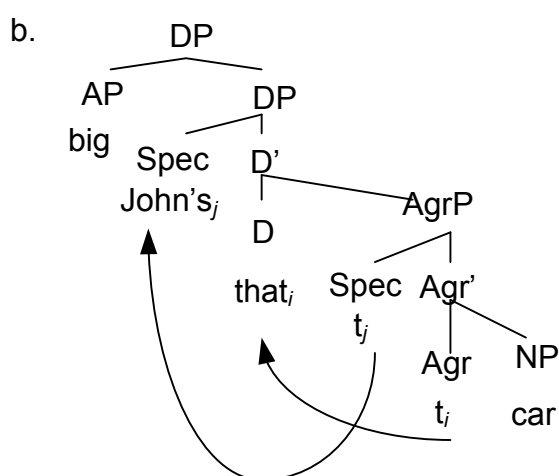 b. DP
AP DP
big Spec D'
John's_j AgrP
D
that_i Spec Agr'
t_j
Agr NP
t_i car